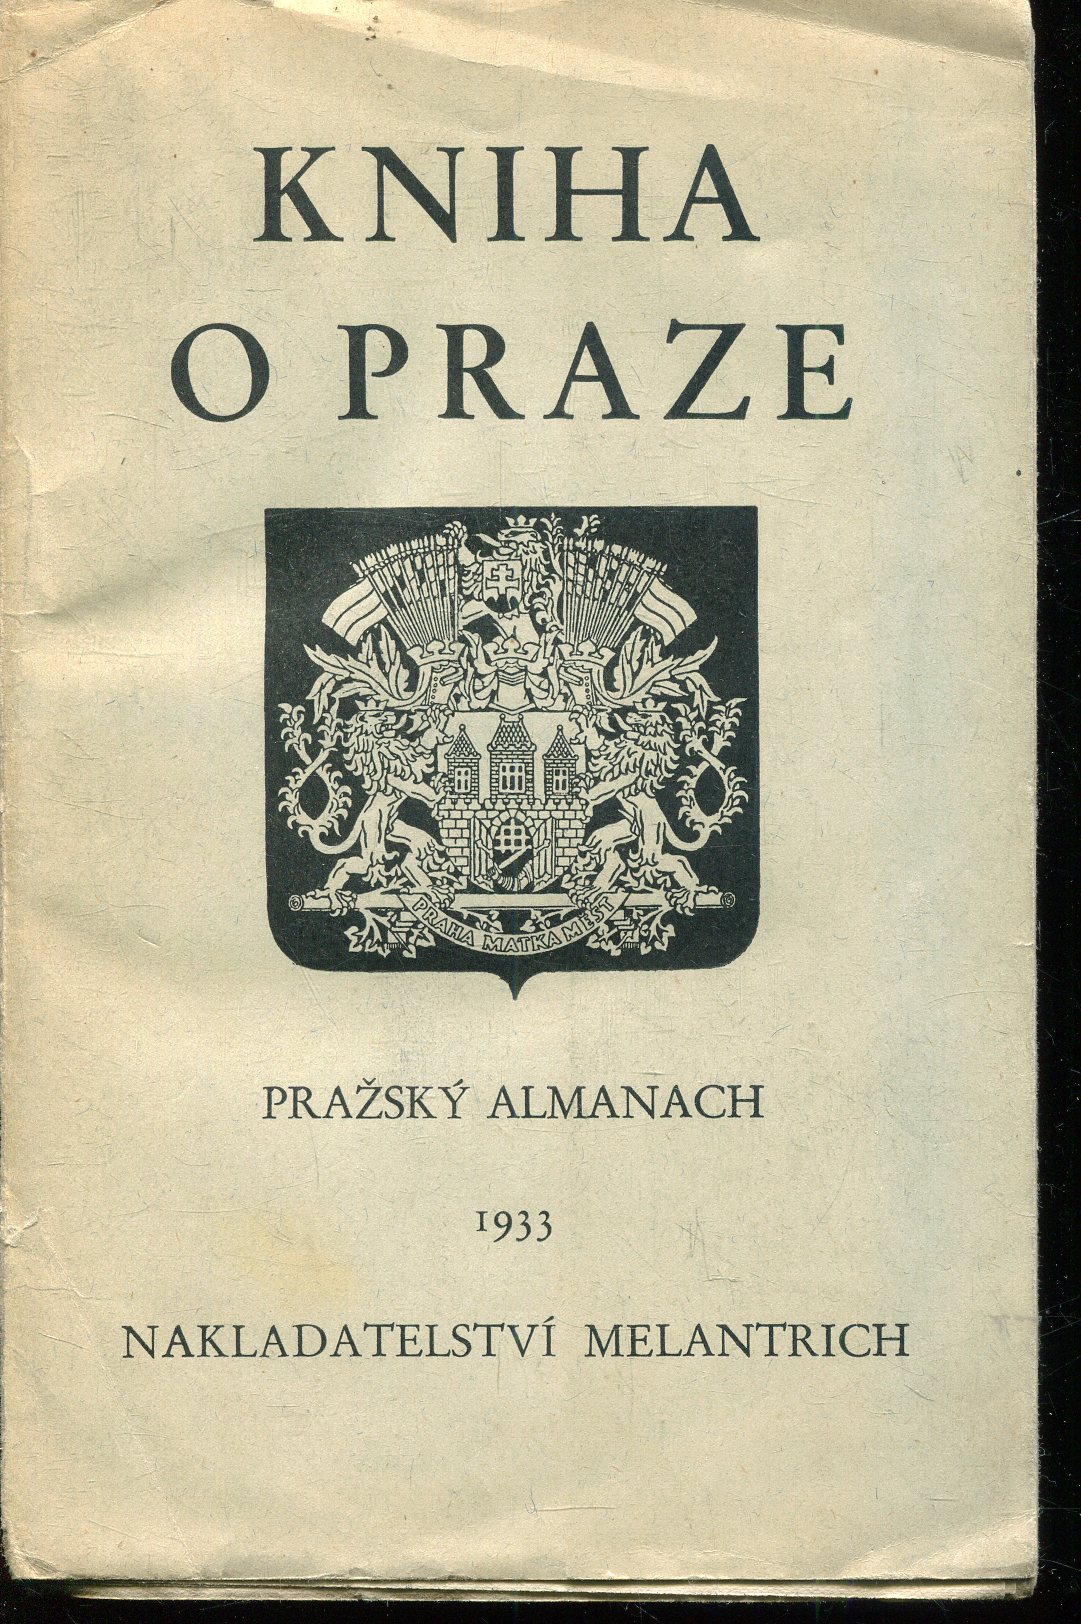 KNIHA
O PRAZE
PRAHA MATKA MĚST
PRAŽSKÝ ALMANACH
1933
NAKLADATELSTVÍ MELANTRICH